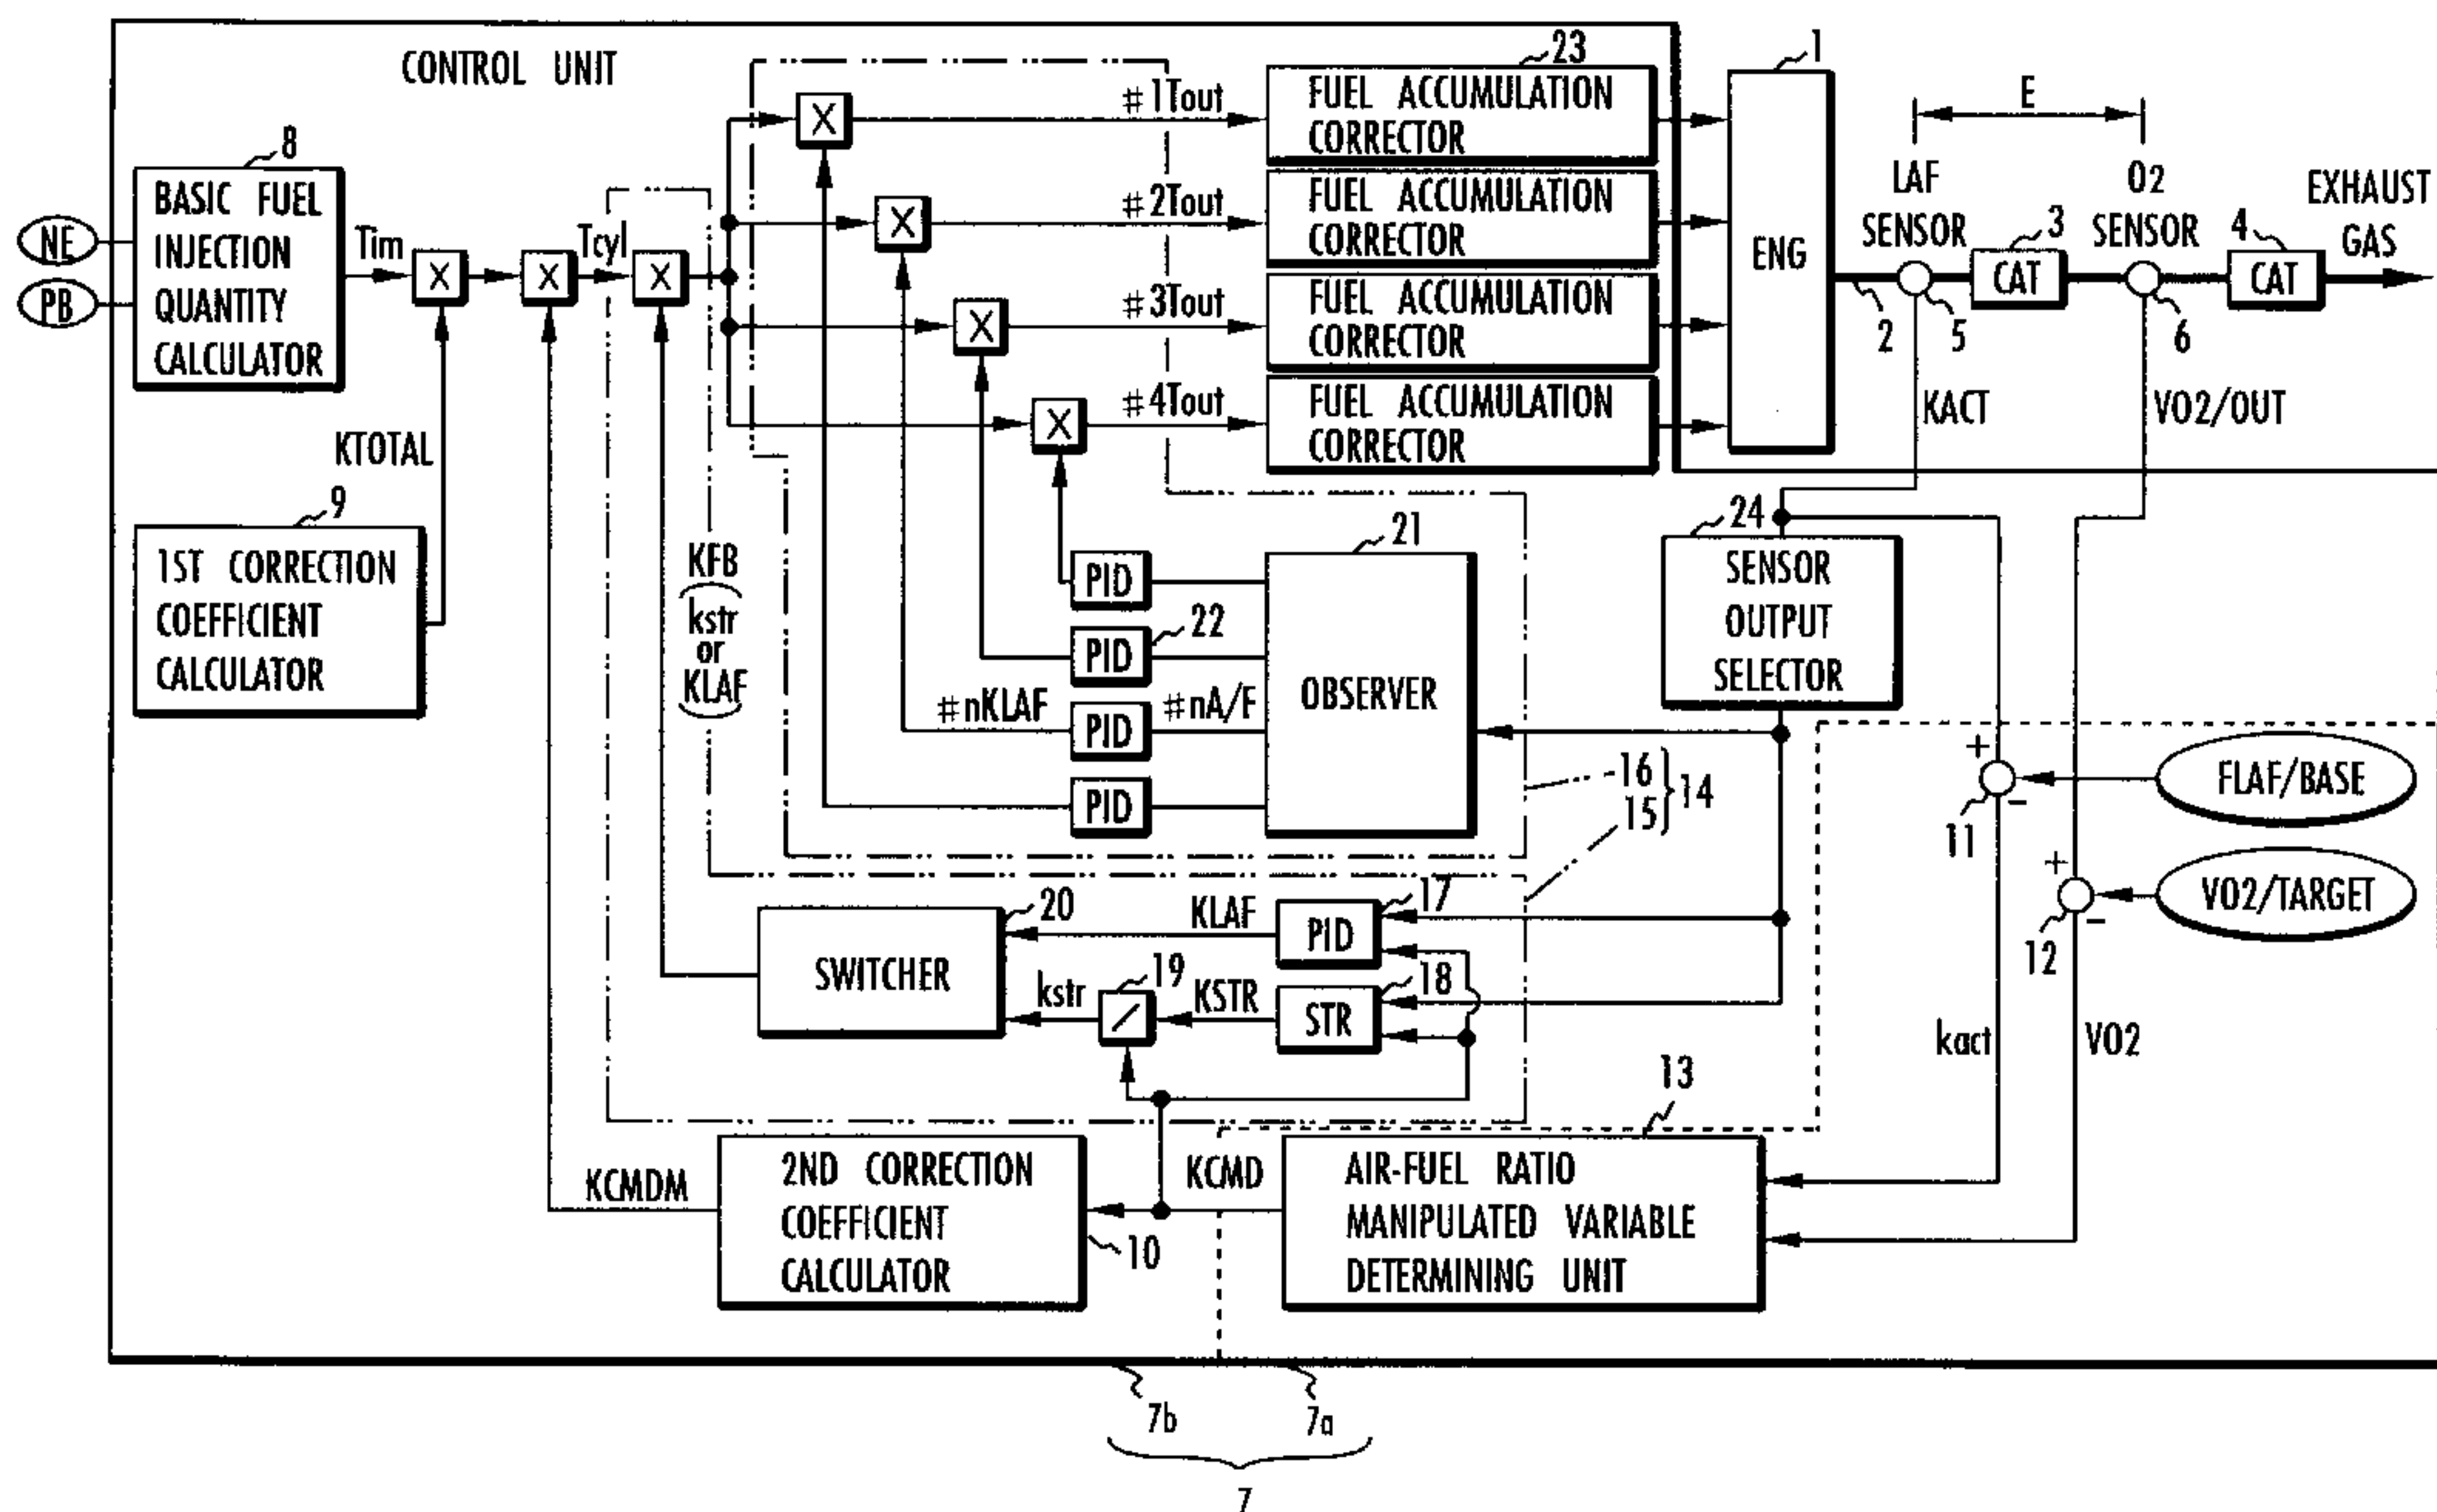 CONTROL UNIT
23
1
#1Tout
FUEL ACCUMULATION
CORRECTOR
X
E
8
BASIC FUEL
INJECTION
QUANTITY
CALCULATOR
NE
PB
Tim
X
X
Tcyl
X
#2Tout
FUEL ACCUMULATION
CORRECTOR
X
#3Tout
FUEL ACCUMULATION
CORRECTOR
X
#4Tout
FUEL ACCUMULATION
CORRECTOR
X
ENG
LAF
SENSOR
O2
SENSOR
3
CAT
4
CAT
EXHAUST
GAS
2
5
6
KACT
VO2/OUT
KTOTAL
9
1ST CORRECTION
COEFFICIENT
CALCULATOR
KFB
kstr
or
KLAF
PID
PID
22
PID
PID
#nKLAF
#nA/F
21
OBSERVER
24
SENSOR
OUTPUT
SELECTOR
16
15
14
+
-
11
FLAF/BASE
+
-
12
VO2/TARGET
20
SWITCHER
KLAF
17
PID
kstr
19
/
KSTR
18
STR
kact
VO2
13
KCMDM
2ND CORRECTION
COEFFICIENT
CALCULATOR
10
KCMD
AIR-FUEL RATIO
MANIPULATED VARIABLE
DETERMINING UNIT
7b
7a
7